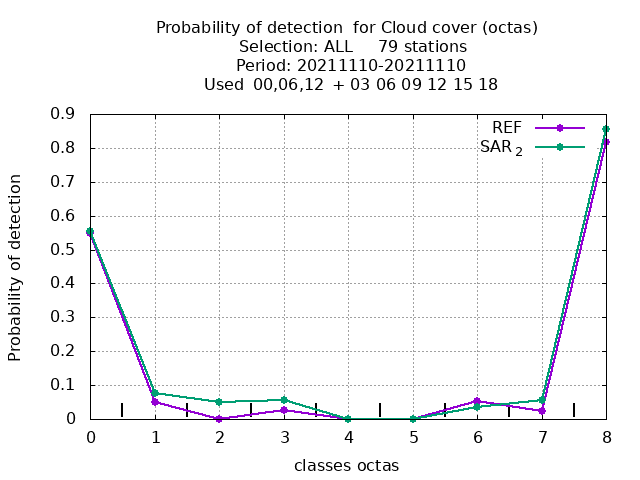 Probability of detection  for Cloud cover (octas)
Selection: ALL     79 stations
Period: 20211110-20211110
Used  00,06,12  + 03 06 09 12 15 18
REF
SAR 2
0.9
0.8
0.7
0.6
0.5
0.4
0.3
0.2
0.1
0
Probability of detection
0 1 2 3 4 5 6 7 8
classes octas